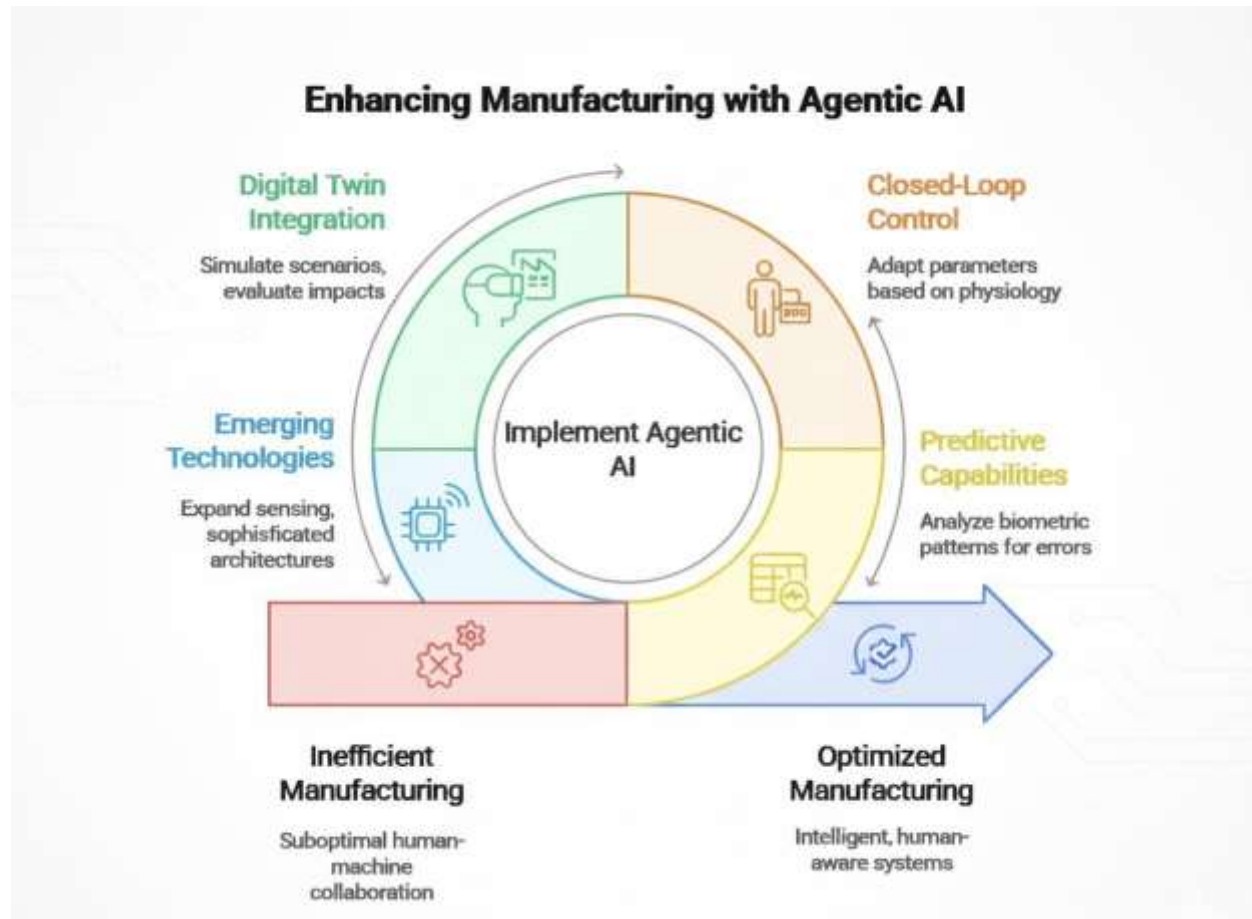 Enhancing Manufacturing with Agentic AI
Digital Twin
Integration
Simulate scenarios,
evaluate impacts
Closed-Loop
Control
Adapt parameters
based on physiology
Emerging
Technologies
Expand sensing,
sophisficated
architectures
Implement Agentic
AI
Predictive
Capabilities
Analyze biometric
patterns for errors
Inefficient
Manufacturing
Suboptimal human-
machine
collaboration
Optimized
Manufacturing
Intelligent, human-
aware systems